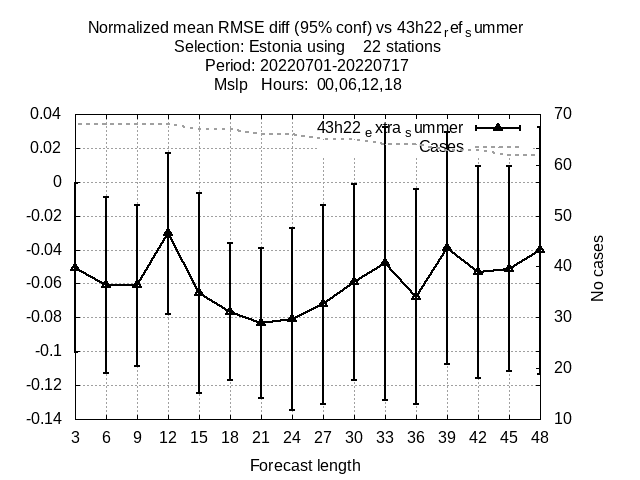 Normalized mean RMSE diff (95% conf) vs 43h22refsummer
Selection: Estonia using 22 stations
Period: 20220701-20220717
Mslp Hours: 00,06,12,18
0.04
0.02
0
-0.02
-0.04
-0.06
-0.08
-0.1
-0.12
-0.14
43h22extrasummer
Cases
70
60
50
40
30
20
10
No cases
3 6 9 12 15 18 21 24 27 30 33 36 39 42 45 48
Forecast length